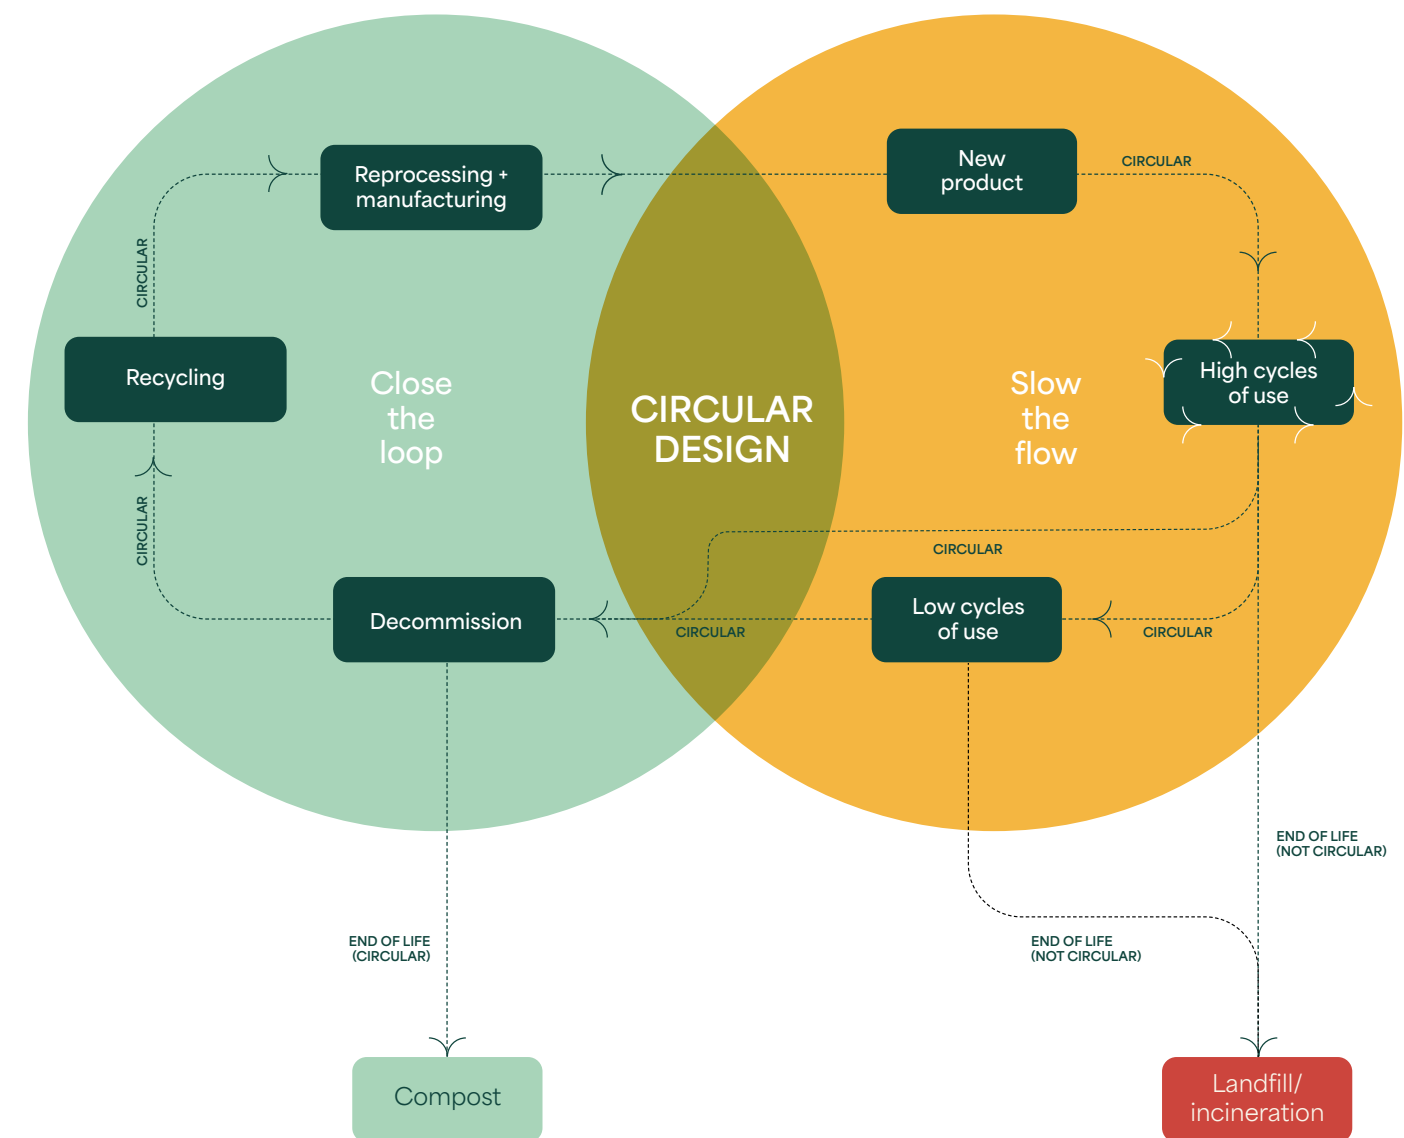 Reprocessing +
manufacturing
New
product
CIRCULAR
CIRCULAR
Recycling
Close
the
loop
CIRCULAR
DESIGN
Slow
the
flow
High cycles
of use
CIRCULAR
CIRCULAR
Decommission
CIRCULAR
Low cycles
of use
CIRCULAR
END OF LIFE
(NOT CIRCULAR)
END OF LIFE
(CIRCULAR)
END OF LIFE
(NOT CIRCULAR)
Compost
Landfill/
incineration